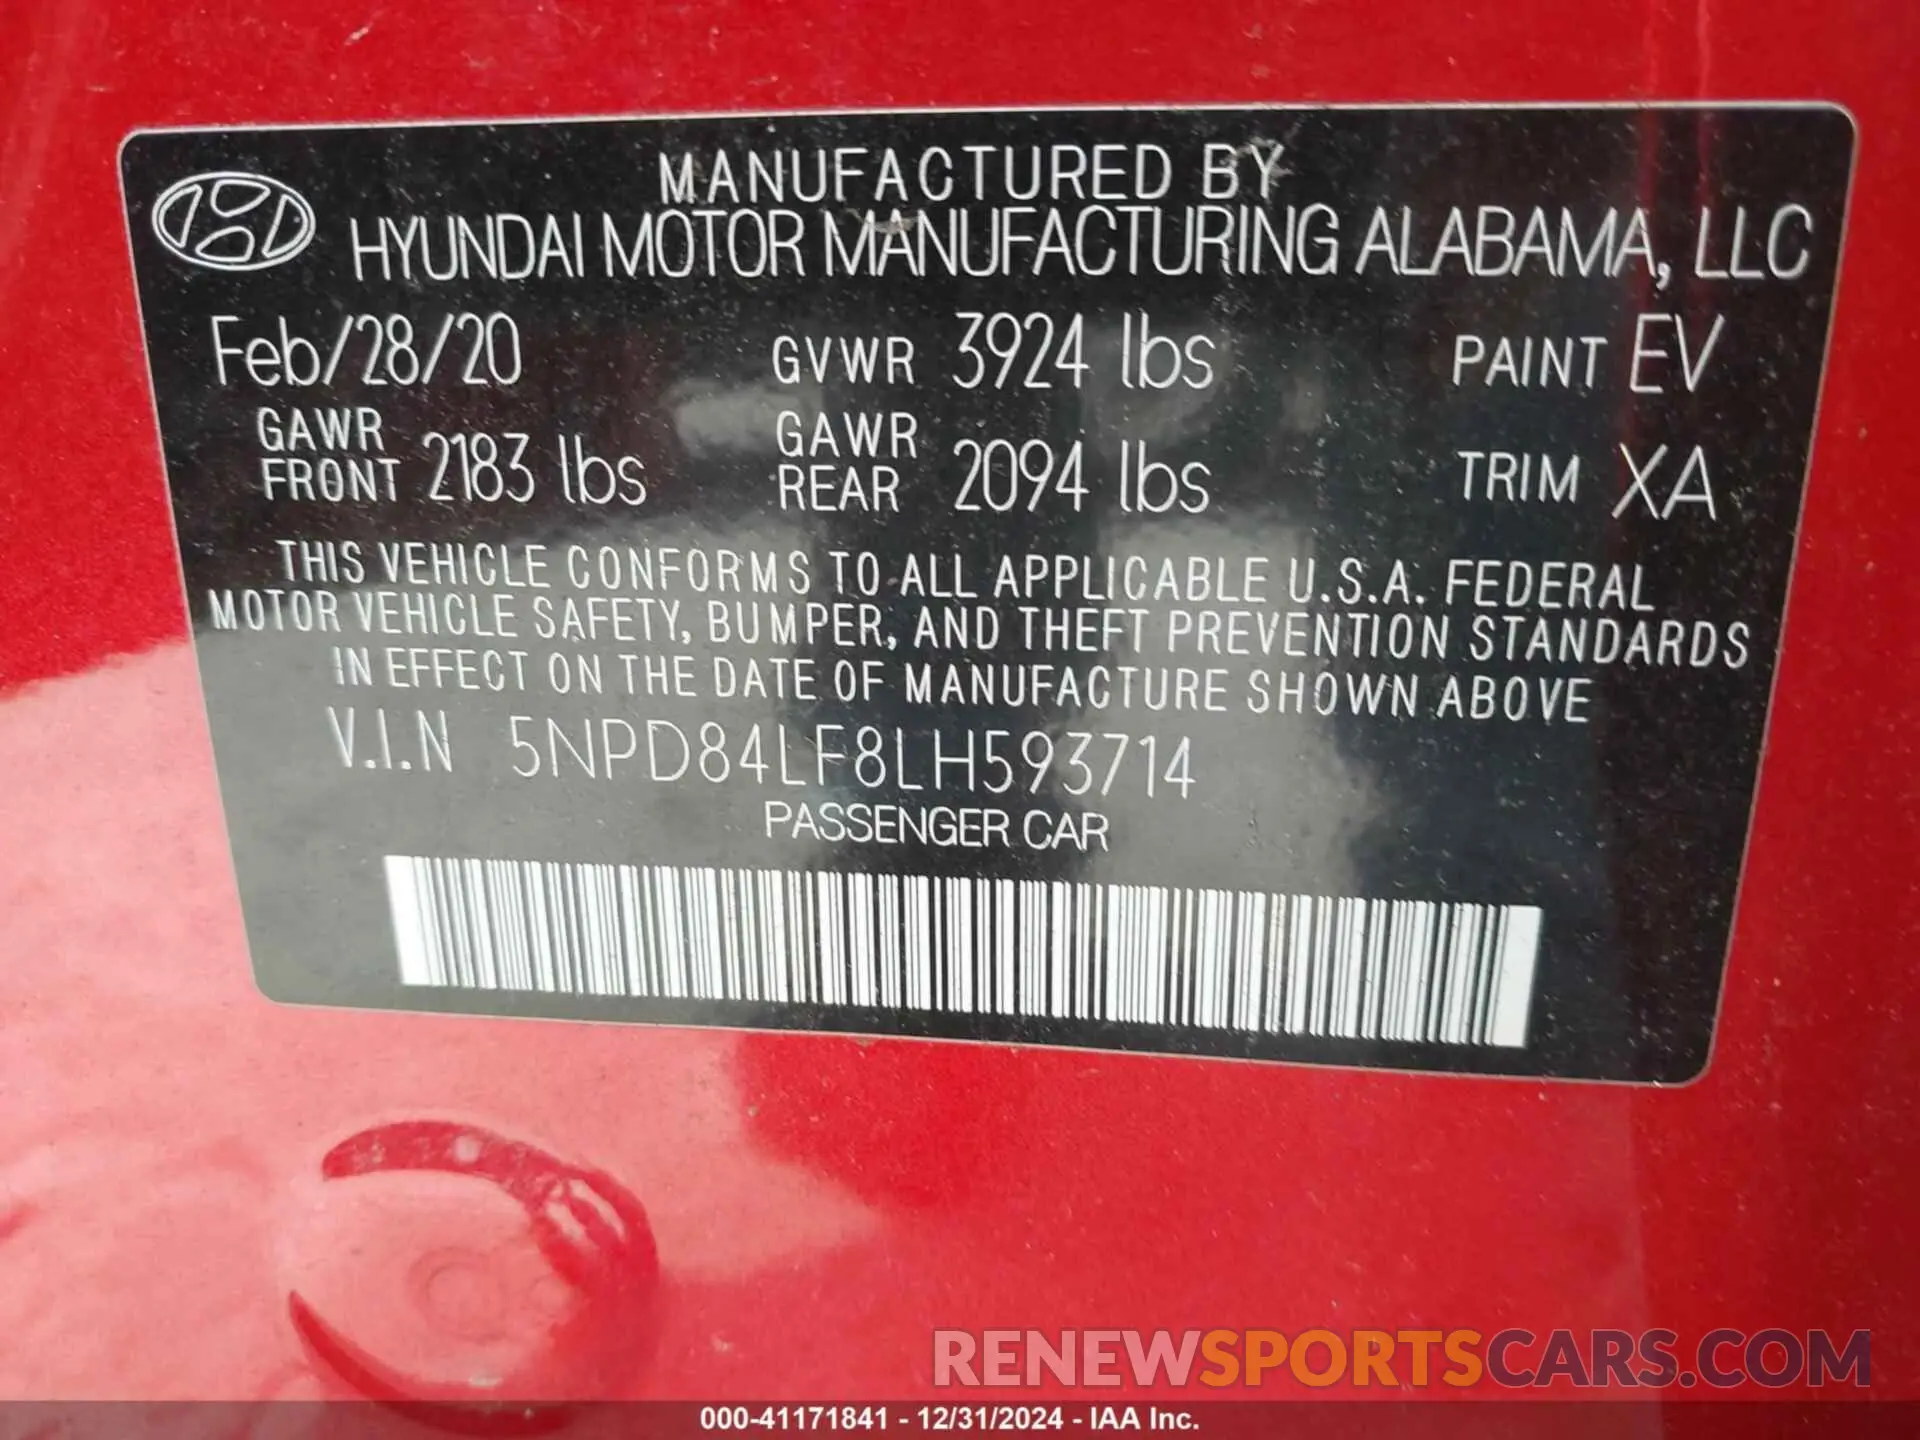 MANUFACTURED BY
HYUNDAI MOTOR MANUFACTURING ALABAMA, LLC
Feb/28/20 GVWR 3924 lbs PAINT EV
GAWR FRONT 2183 lbs GAWR REAR 2094 lbs TRIM XA
THIS VEHICLE CONFORMS TO ALL APPLICABLE U.S.A. FEDERAL
MOTOR VEHICLE SAFETY, BUMPER, AND THEFT PREVENTION STANDARDS
IN EFFECT ON THE DATE OF MANUFACTURE SHOWN ABOVE
V.I.N 5NPD84LF8LH593714
PASSENGER CAR
RENEWSPORTSCARS.COM
000-41171841 - 12/31/2024 - IAA Inc.